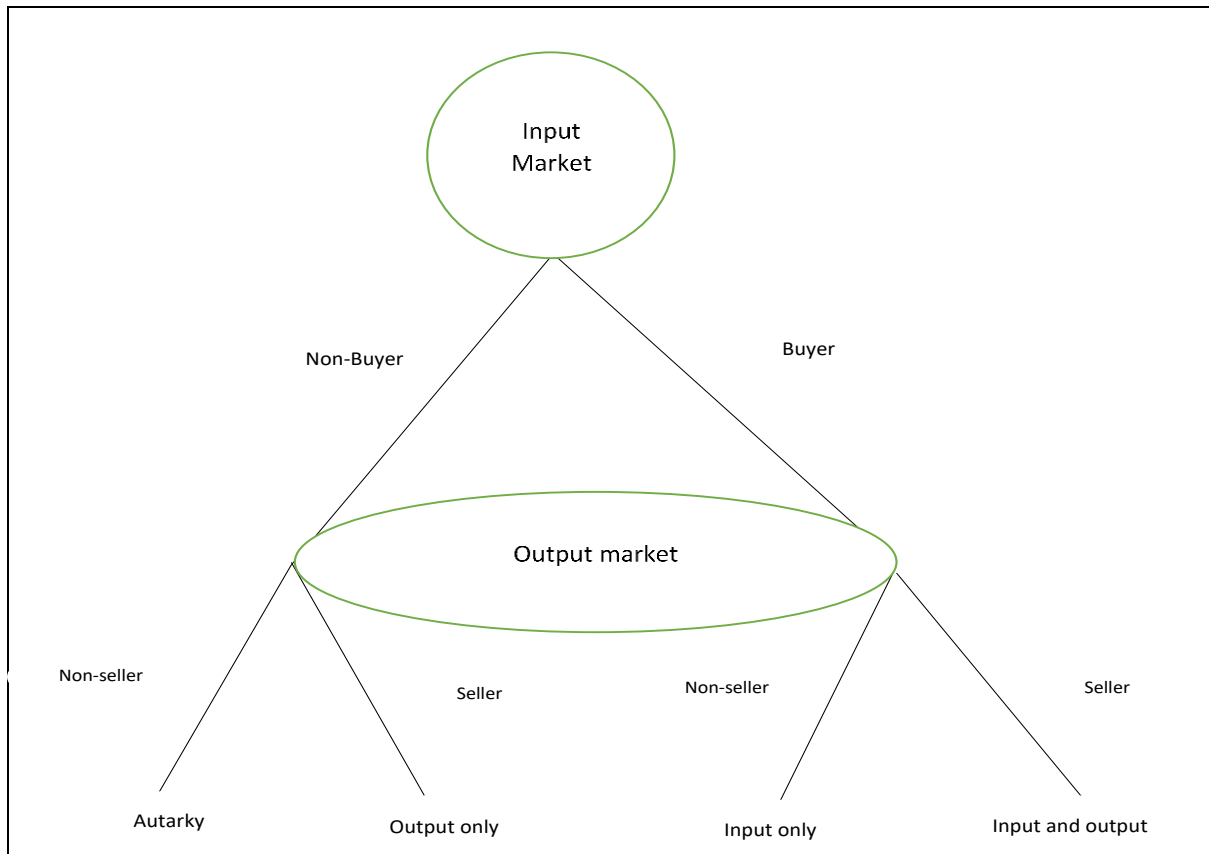 Input
Market
Non-Buyer
Buyer
Output market
Non-seller
Seller
Non-seller
Seller
Autarky
Output only
Input only
Input and output